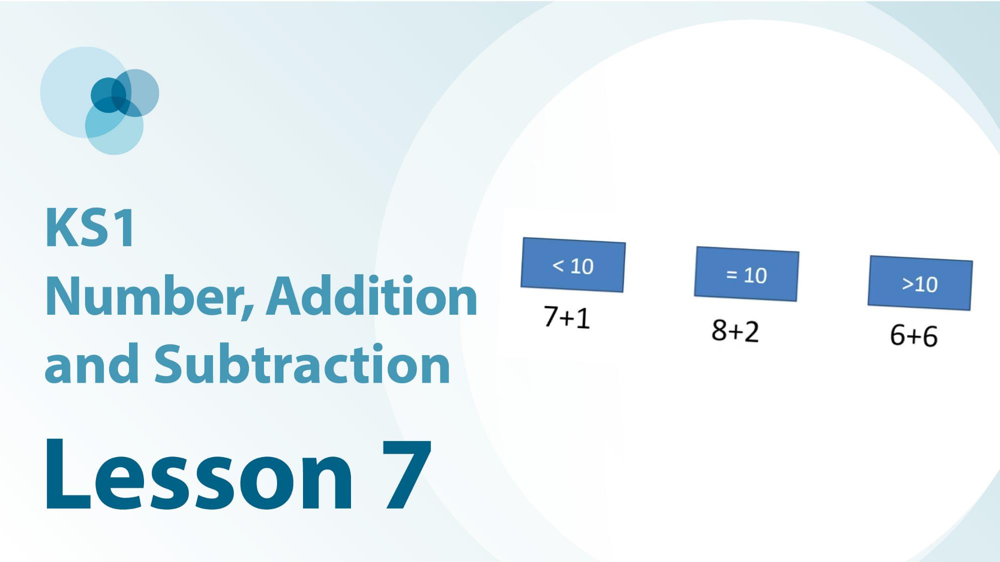 KS1
Number, Addition
and Subtraction
Lesson 7
< 10
= 10
>10
7+1
8+2
6+6